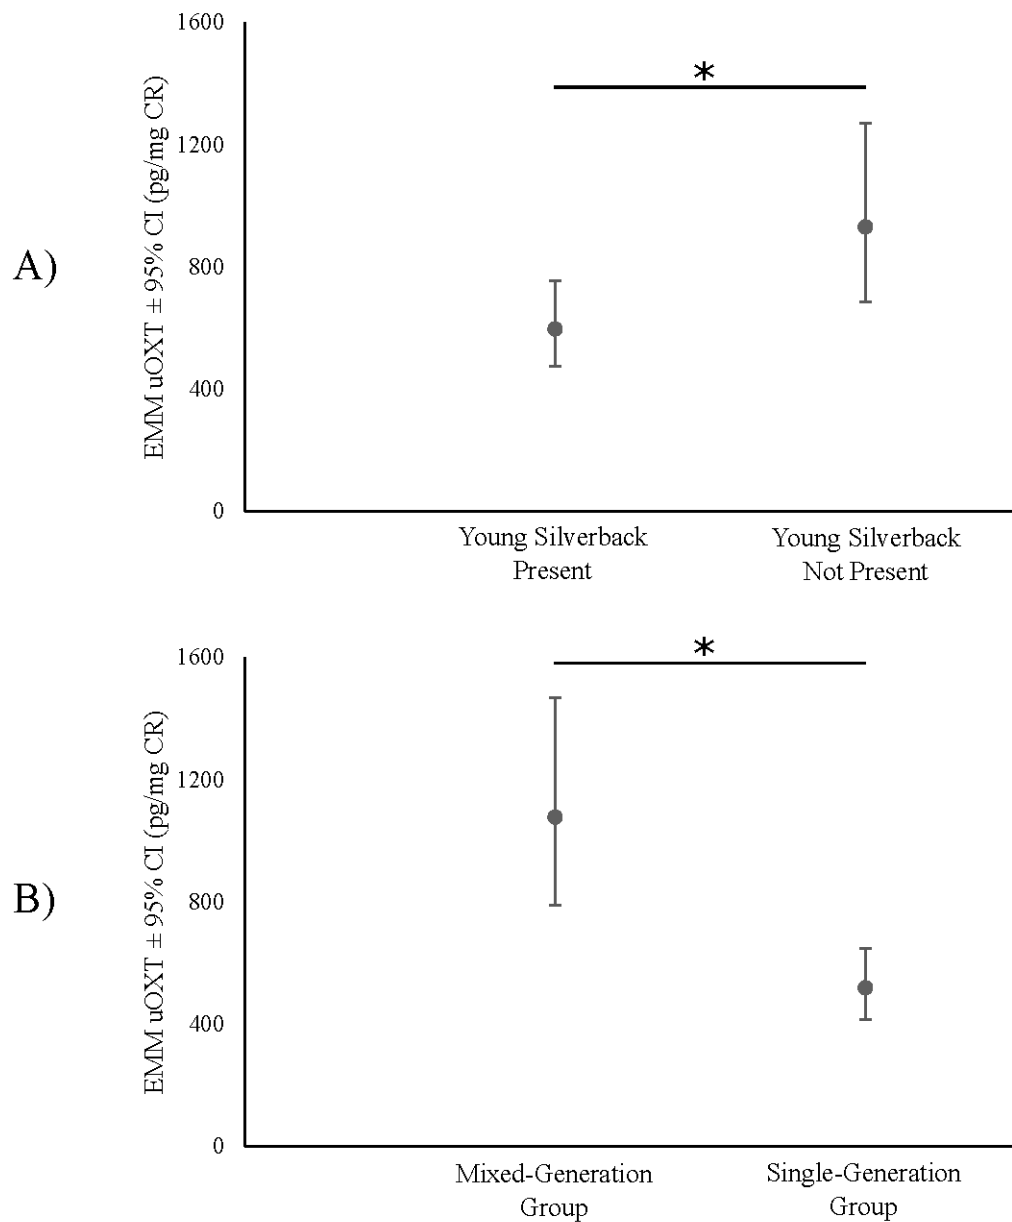 A)
EMM uOXT ± 95% CI (pg/mg CR)
1600
1200
800
400
0
*
Young Silverback
Present
Young Silverback
Not Present
B)
EMM uOXT ± 95% CI (pg/mg CR)
1600
1200
800
400
0
*
Mixed-Generation
Group
Single-Generation
Group